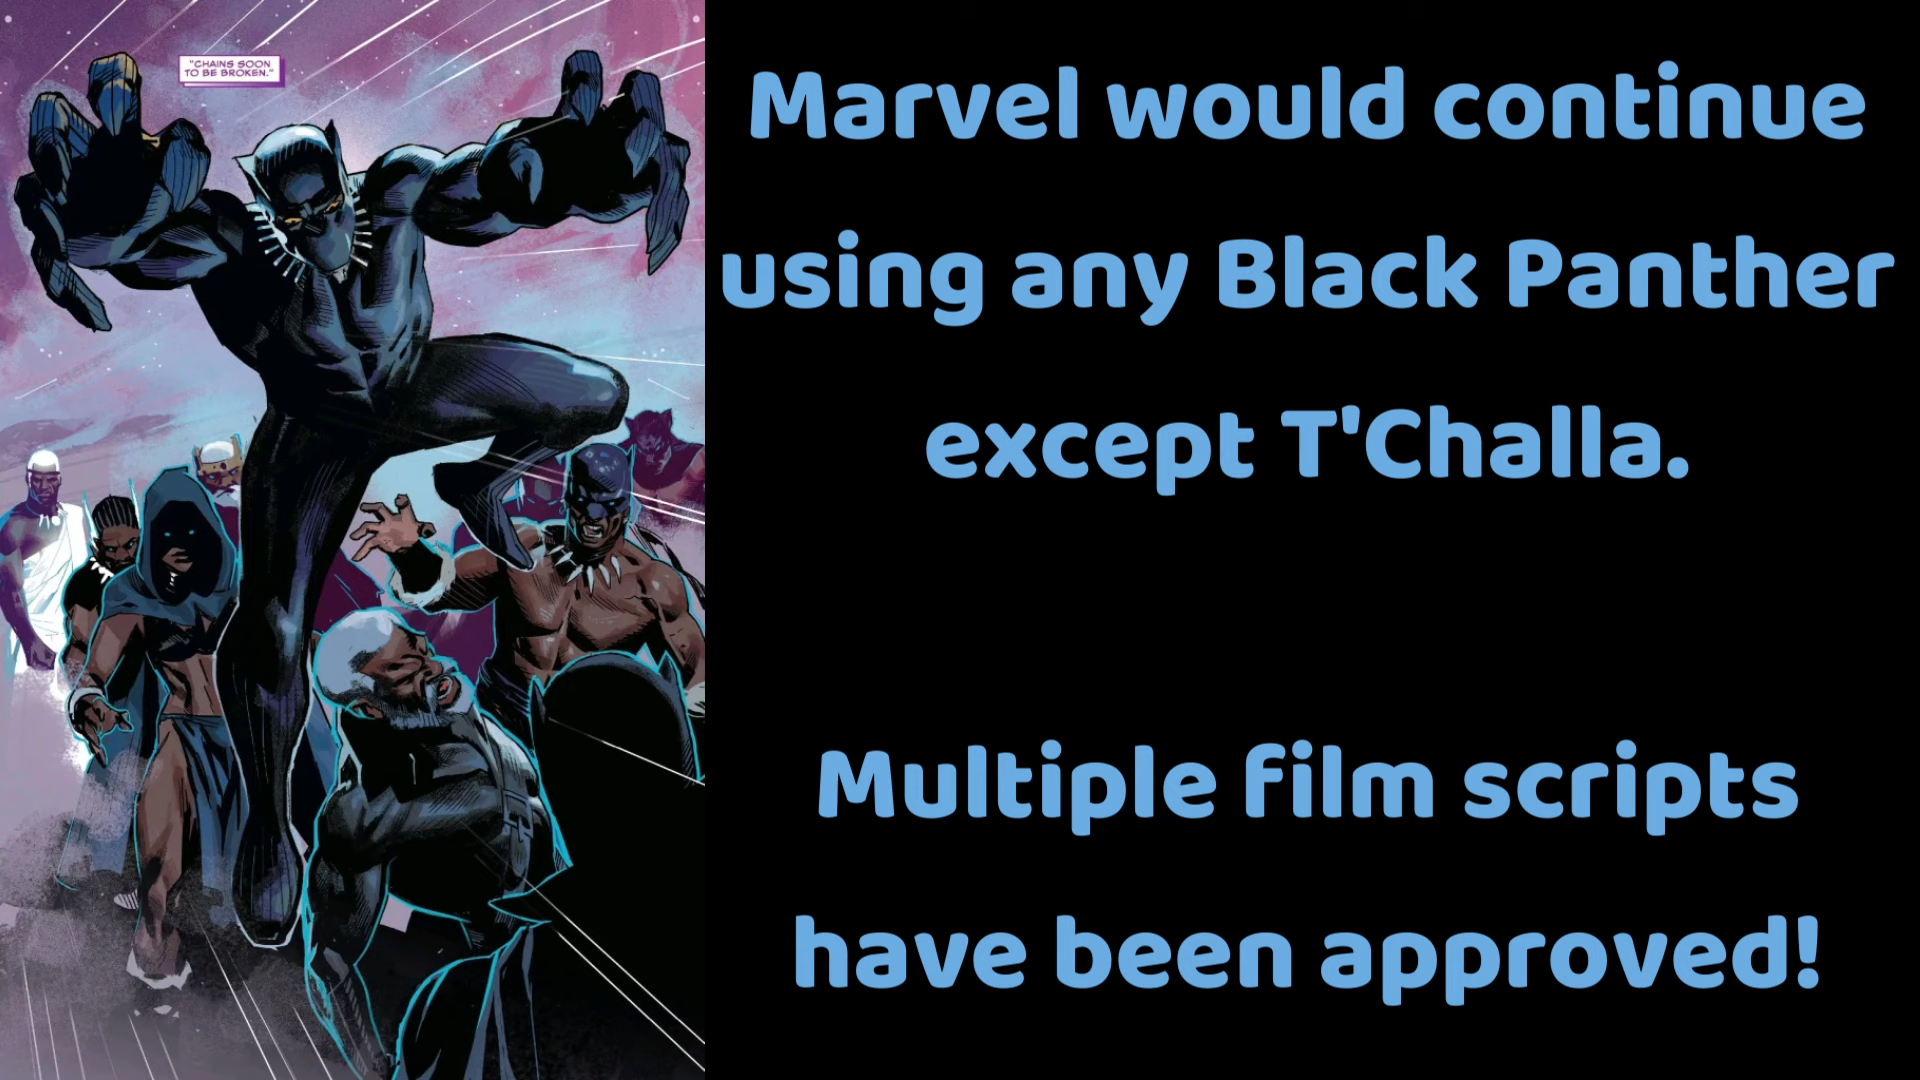 "CHAINS SOON
TO BE BROKEN."
Marvel would continue
using any Black Panther
except T'Challa.
Multiple film scripts
have been approved!